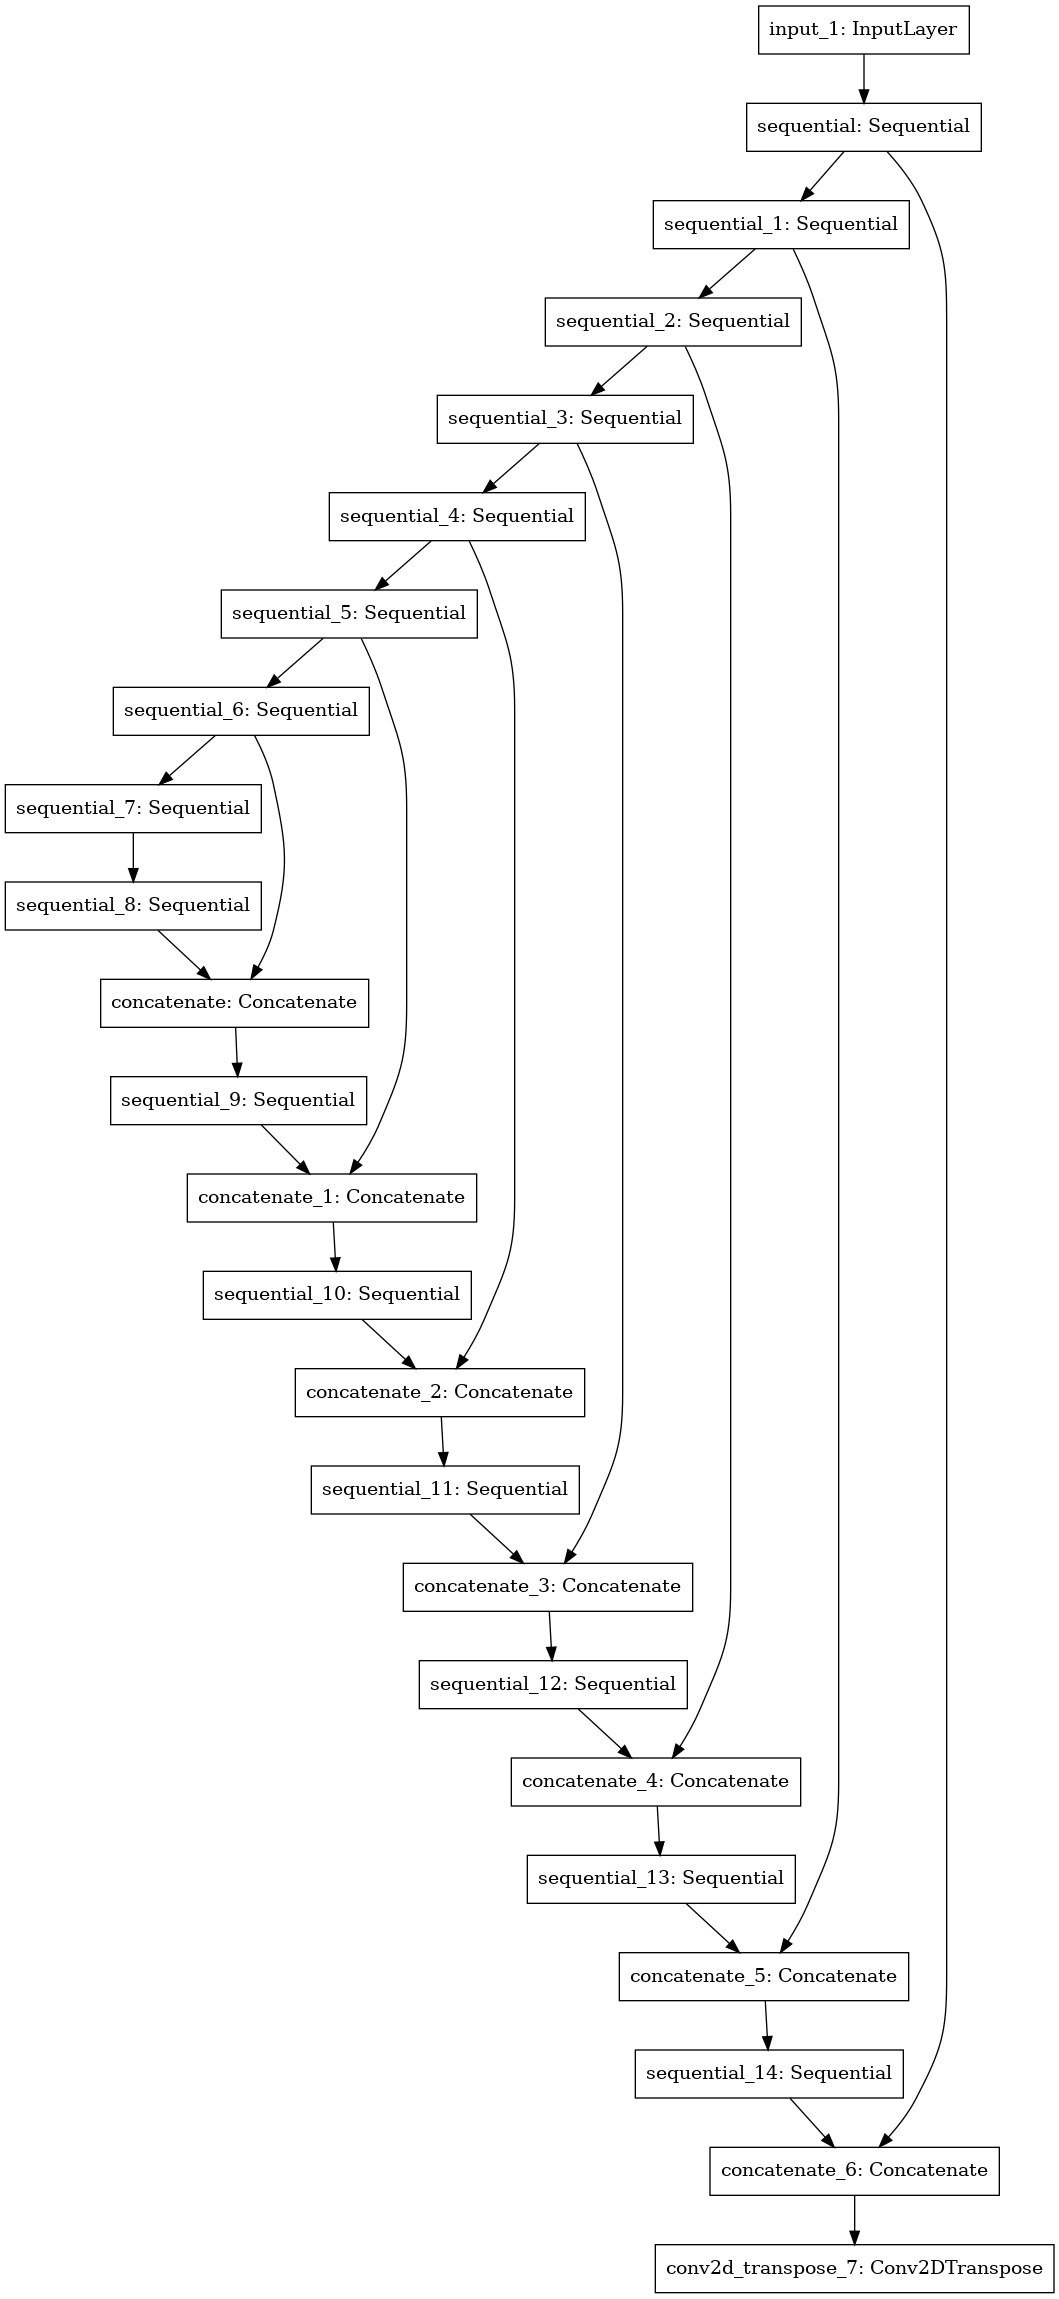 input_1: InputLayer
sequential: Sequential
sequential_1: Sequential
sequential_2: Sequential
sequential_3: Sequential
sequential_4: Sequential
sequential_5: Sequential
sequential_6: Sequential
sequential_7: Sequential
sequential_8: Sequential
concatenate: Concatenate
sequential_9: Sequential
concatenate_1: Concatenate
sequential_10: Sequential
concatenate_2: Concatenate
sequential_11: Sequential
concatenate_3: Concatenate
sequential_12: Sequential
concatenate_4: Concatenate
sequential_13: Sequential
concatenate_5: Concatenate
sequential_14: Sequential
concatenate_6: Concatenate
conv2d_transpose_7: Conv2DTranspose